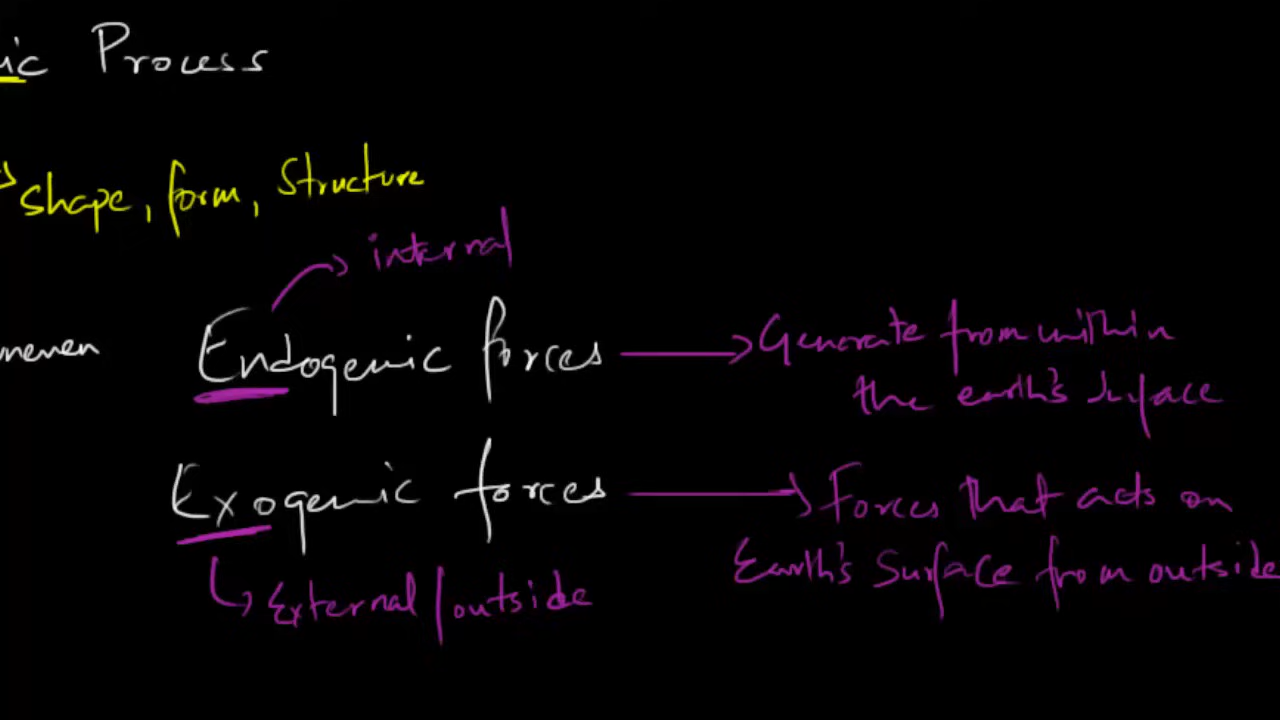 ic Process
shape, form, Structure
internal
Endogenic forces
Generate from within
the earth's surface
Exogenic forces
Forces that acts on
Earth's Surface from outside
External/outside